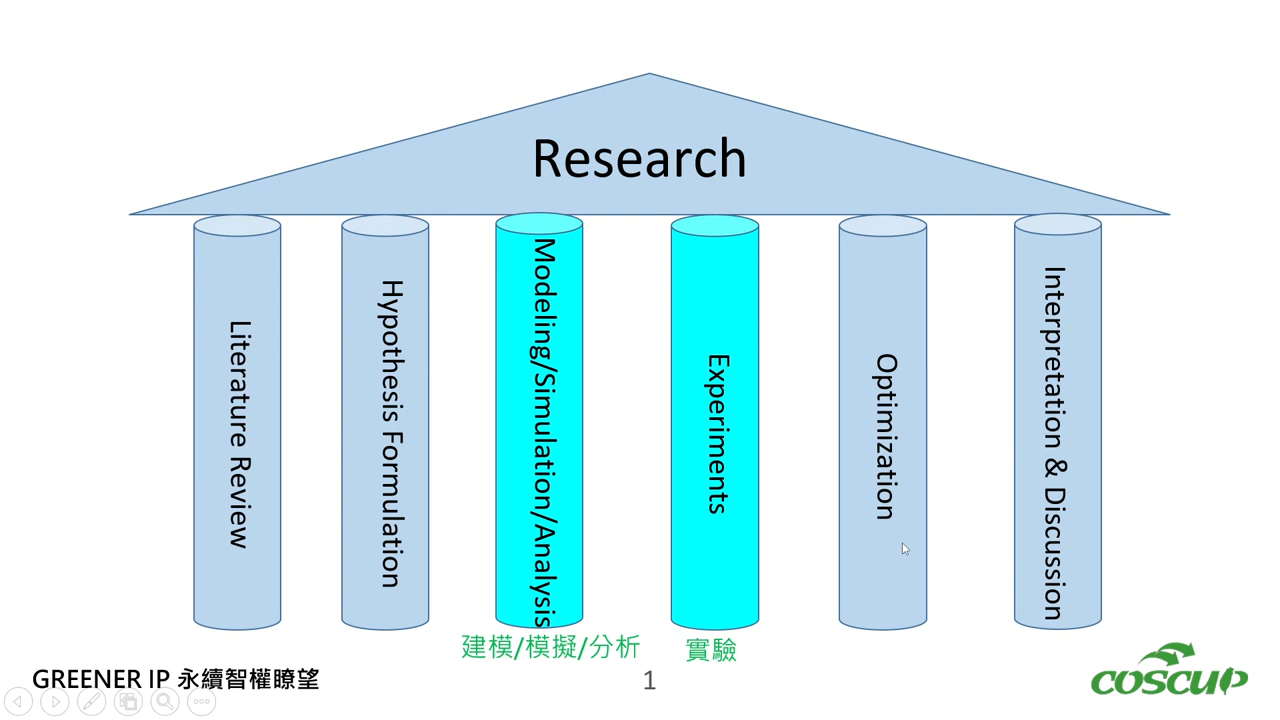 Research
Literature Review
Hypothesis Formulation
Modeling/Simulation/Analysis
Experiments
Optimization
Interpretation & Discussion
建模/模擬/分析
實驗
GREENER IP 永續智權瞭望
1
COSCUP